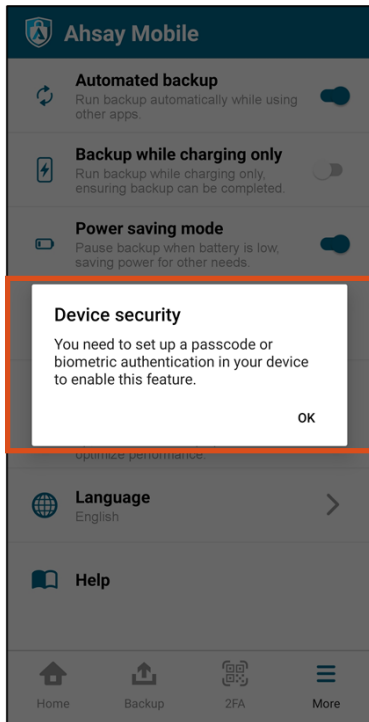 Ahsay Mobile
Automated backup
Run backup automatically while using
other apps.
Backup while charging only
Run backup while charging only,
ensuring backup can be completed.
Power saving mode
Pause backup when battery is low,
saving power for other needs.
Device security
You need to set up a passcode or
biometric authentication in your device
to enable this feature.
OK
optimize performance.
Language
English
Help
Home
Backup
2FA
More